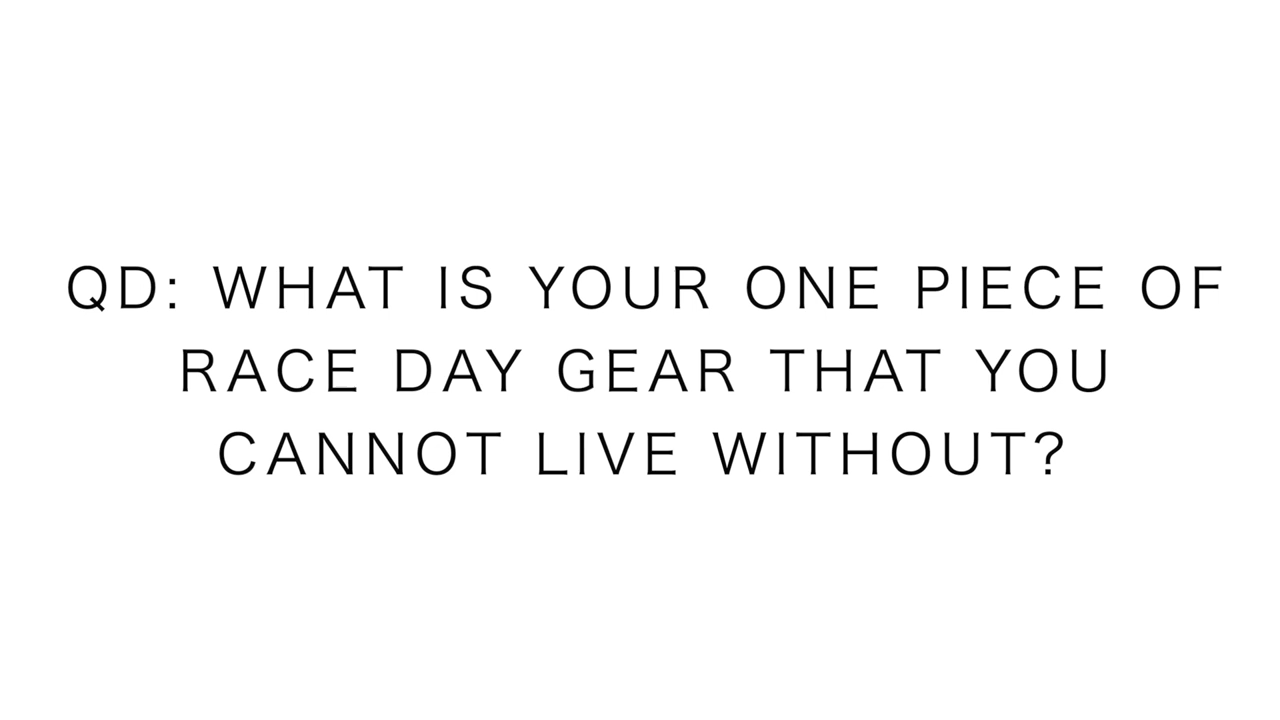 QD: WHAT IS YOUR ONE PIECE OF
RACE DAY GEAR THAT YOU
CANNOT LIVE WITHOUT?